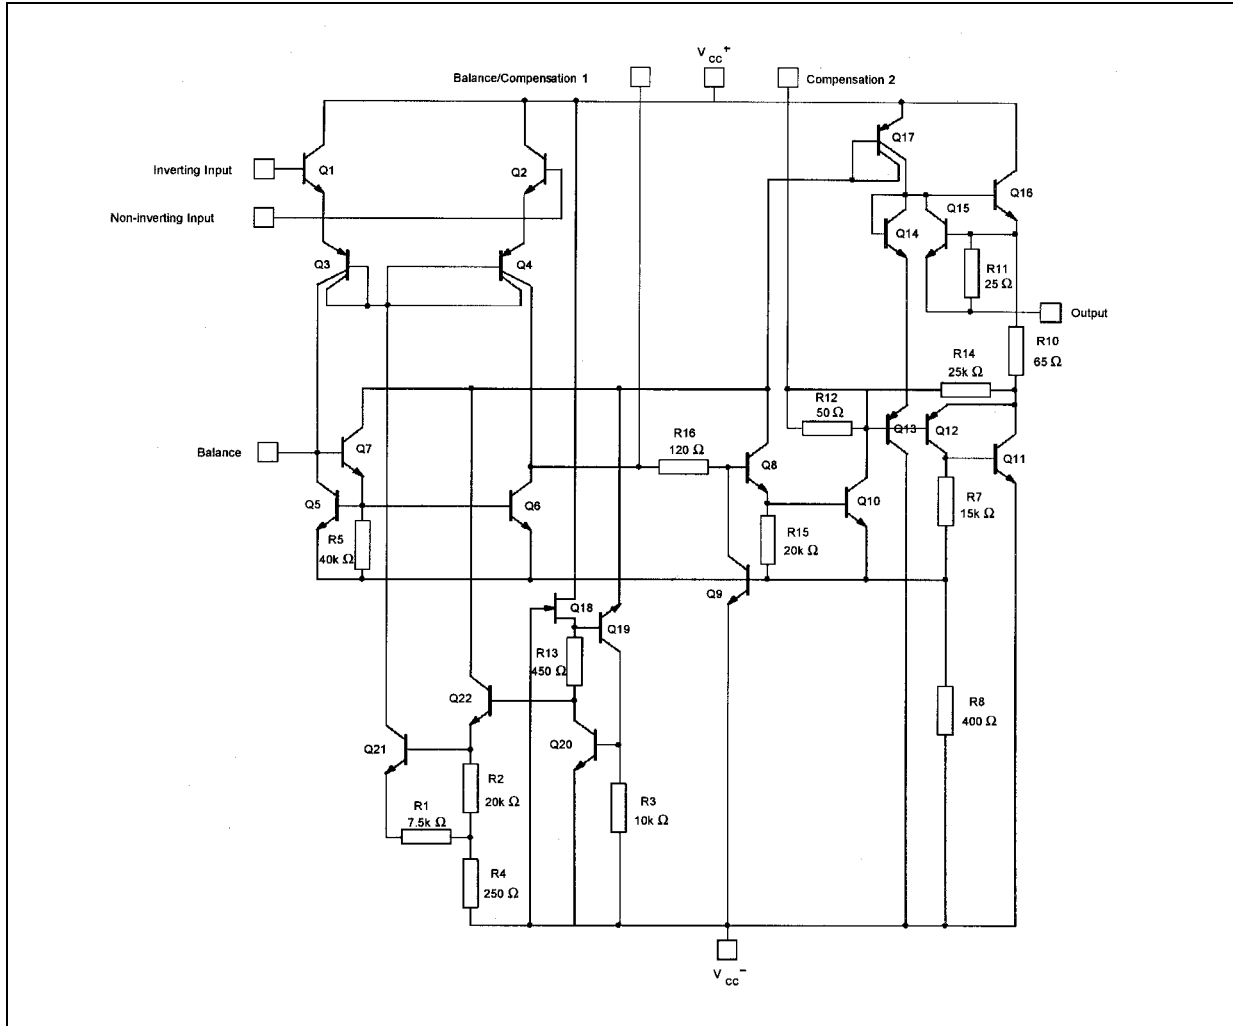 V CC +
Balance/Compensation 1
Compensation 2
Q17
Inverting Input
Q1
Q2
Q16
Non-inverting Input
Q15
Q14
Q3
Q4
R11
25 Ω
Output
R10
65 Ω
R14
25k Ω
R12
50 Ω
Q13
Q12
R16
120 Ω
Balance
Q7
Q8
Q11
Q5
Q6
Q10
R7
15k Ω
R5
40k Ω
R15
20k Ω
Q9
Q18
Q19
R13
450 Ω
Q22
R8
400 Ω
Q21
Q20
R2
20k Ω
R1
7.5k Ω
R3
10k Ω
R4
250 Ω
V CC −